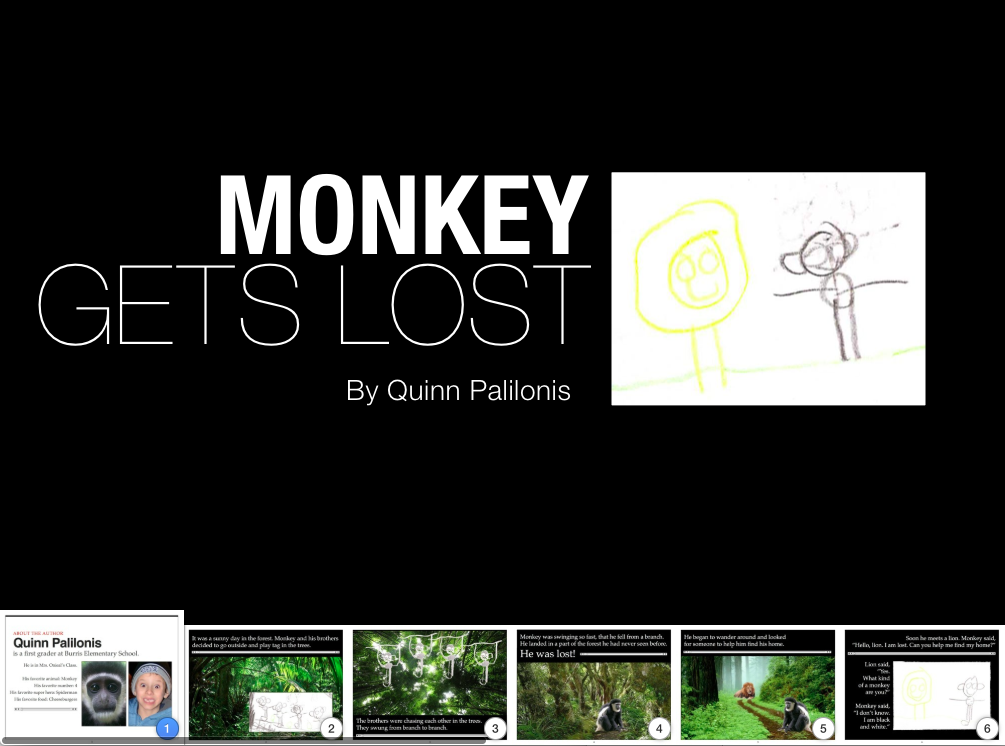 MONKEY
GETS LOST
By Quinn Palilonis
ABOUT THE AUTHOR
Quinn Palilonis
is a first grader at Burris Elementary School.
He is in Mrs. Class.
His favorite animal: Monkey
His favorite number: 4
His favorite super hero: Spiderman
His favorite food: Cheeseburgers
1
It was a sunny day in the forest. Monkey and his brothers
decided to go outside and play tag in the trees.
2
The brothers were chasing each other in the trees.
They swung from branch to branch.
3
Monkey was swinging so fast, that he fell from a branch.
He landed in a part of the forest he had never seen before.
He was lost!
4
He began to wander around and looked
for someone to help him find his home.
5
Soon he meets a lion. Monkey said,
"Hello, lion. I am lost. Can you help me find my home?"
Lion said,
"Yes.
What kind
of a monkey
are you?"
Monkey said,
"I don't know.
I am black
and white."
6